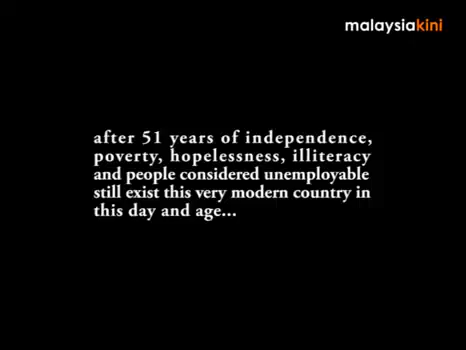 malaysiakini
after 51 years of independence,
poverty, hopelessness, illiteracy
and people considered unemployable
still exist this very modern country in
this day and age...